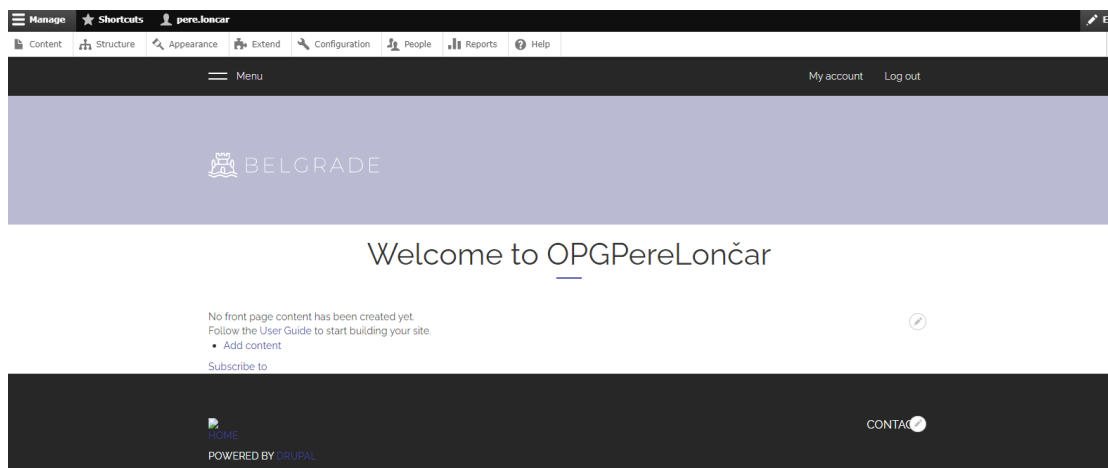 Manage Shortcuts pere.loncar E
Content Structure Appearance Extend Configuration People Reports Help
Menu My account Log out
BELGRADE
Welcome to OPGPereLončar
No front page content has been created yet.
Follow the User Guide to start building your site.
Add content
Subscribe to
HOME CONTAC
POWERED BY DRUPAL